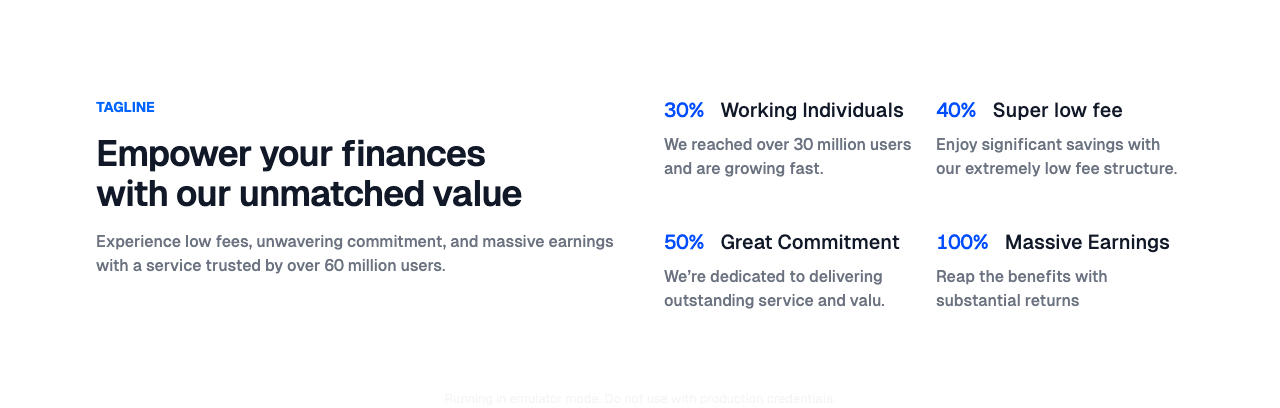 TAGLINE
Empower your finances
with our unmatched value
Experience low fees, unwavering commitment, and massive earnings
with a service trusted by over 60 million users.
30% Working Individuals
We reached over 30 million users
and are growing fast.
40% Super low fee
Enjoy significant savings with
our extremely low fee structure.
50% Great Commitment
We’re dedicated to delivering
outstanding service and valu.
100% Massive Earnings
Reap the benefits with
substantial returns
Running in emulator mode. Do not use with production credentials.